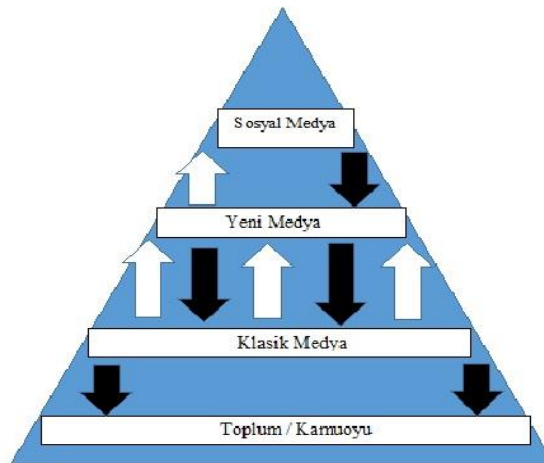 Sosyal Medya
Yeni Medya
Klasik Medya
Toplum / Kamuoyu